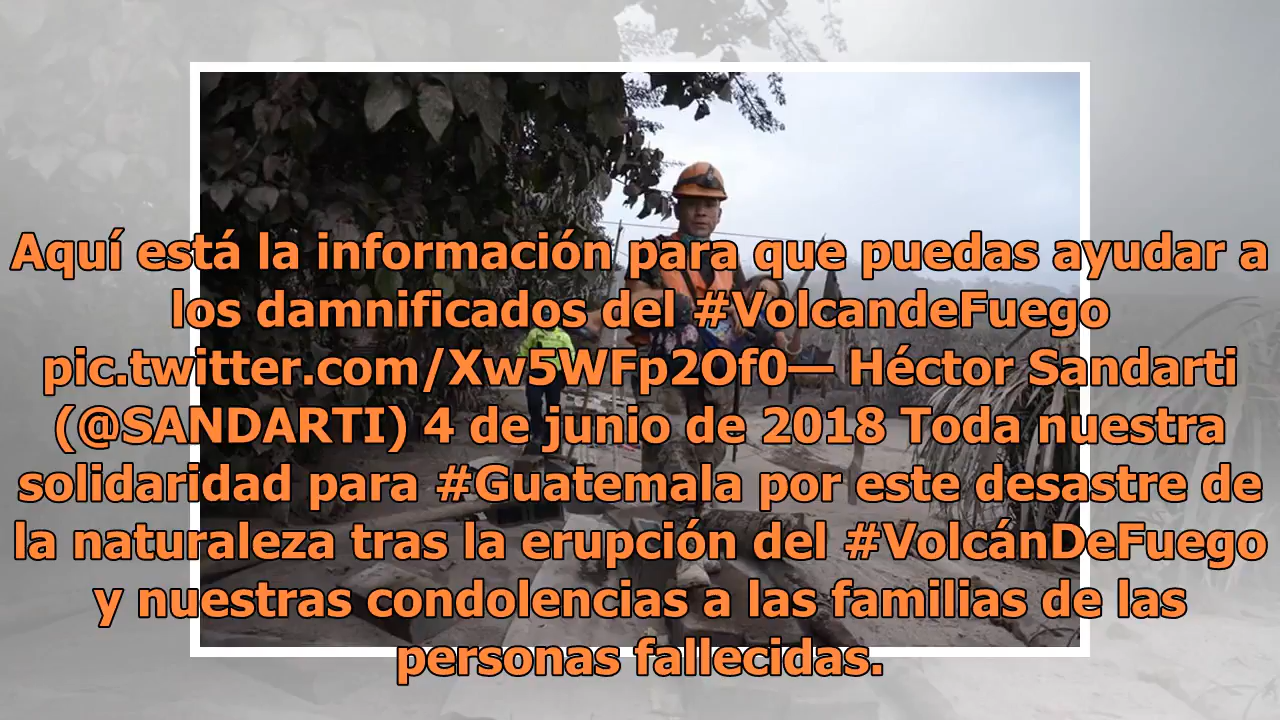 Aquí está la información para que puedas ayudar a
los damnificados del #VolcandeFuego
pic.twitter.com/Xw5WFp2Of0— Héctor Sandarti
(@SANDARTI) 4 de junio de 2018 Toda nuestra
solidaridad para #Guatemala por este desastre de
la naturaleza tras la erupción del #VolcánDeFuego
y nuestras condolencias a las familias de las
personas fallecidas.